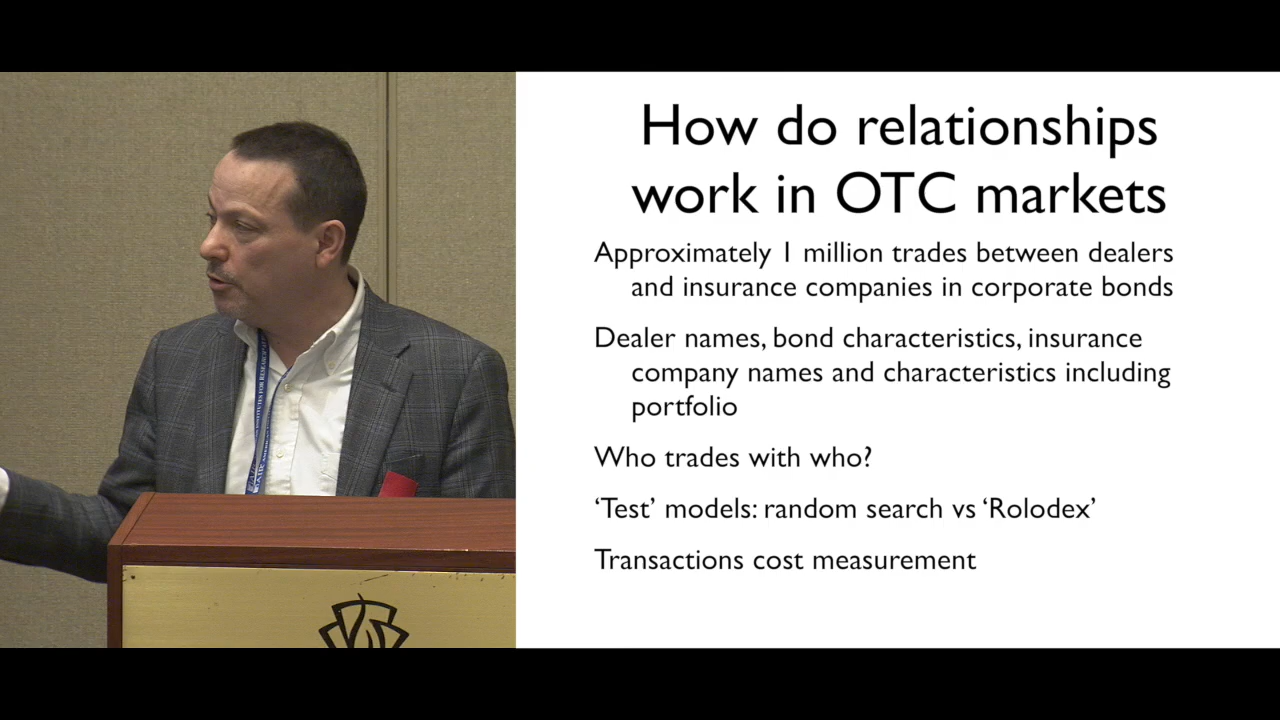 How do relationships
work in OTC markets
Approximately 1 million trades between dealers
and insurance companies in corporate bonds
Dealer names, bond characteristics, insurance
company names and characteristics including
portfolio
Who trades with who?
‘Test’ models: random search vs ‘Rolodex’
Transactions cost measurement